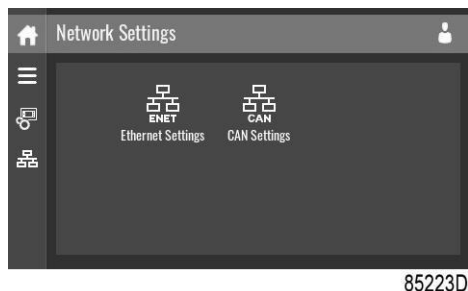 Network Settings
ENET
CAN
Ethernet Settings
CAN Settings
85223D